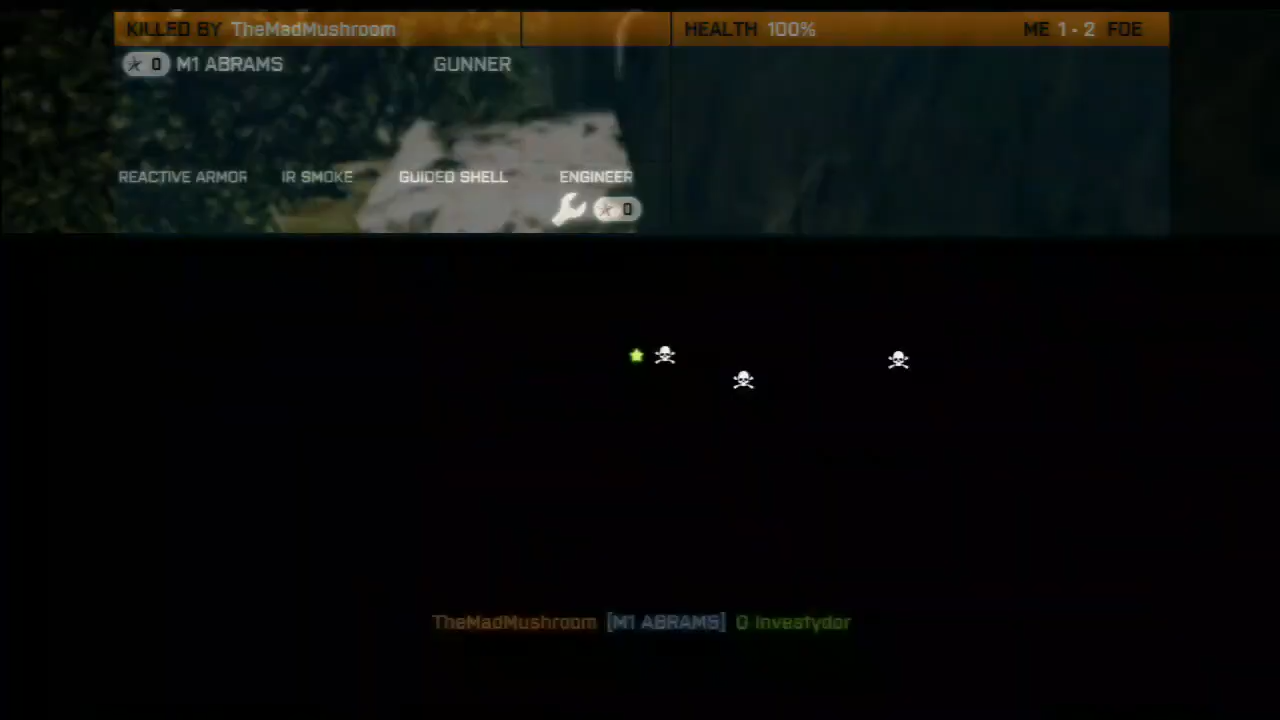 KILLED BY TheMadMushroom HEALTH 100% ME 1 - 2 FOE
0 M1 ABRAMS GUNNER
REACTIVE ARMOR IR SMOKE GUIDED SHELL ENGINEER
0
TheMadMushroom [M1 ABRAMS] 0 Investydor